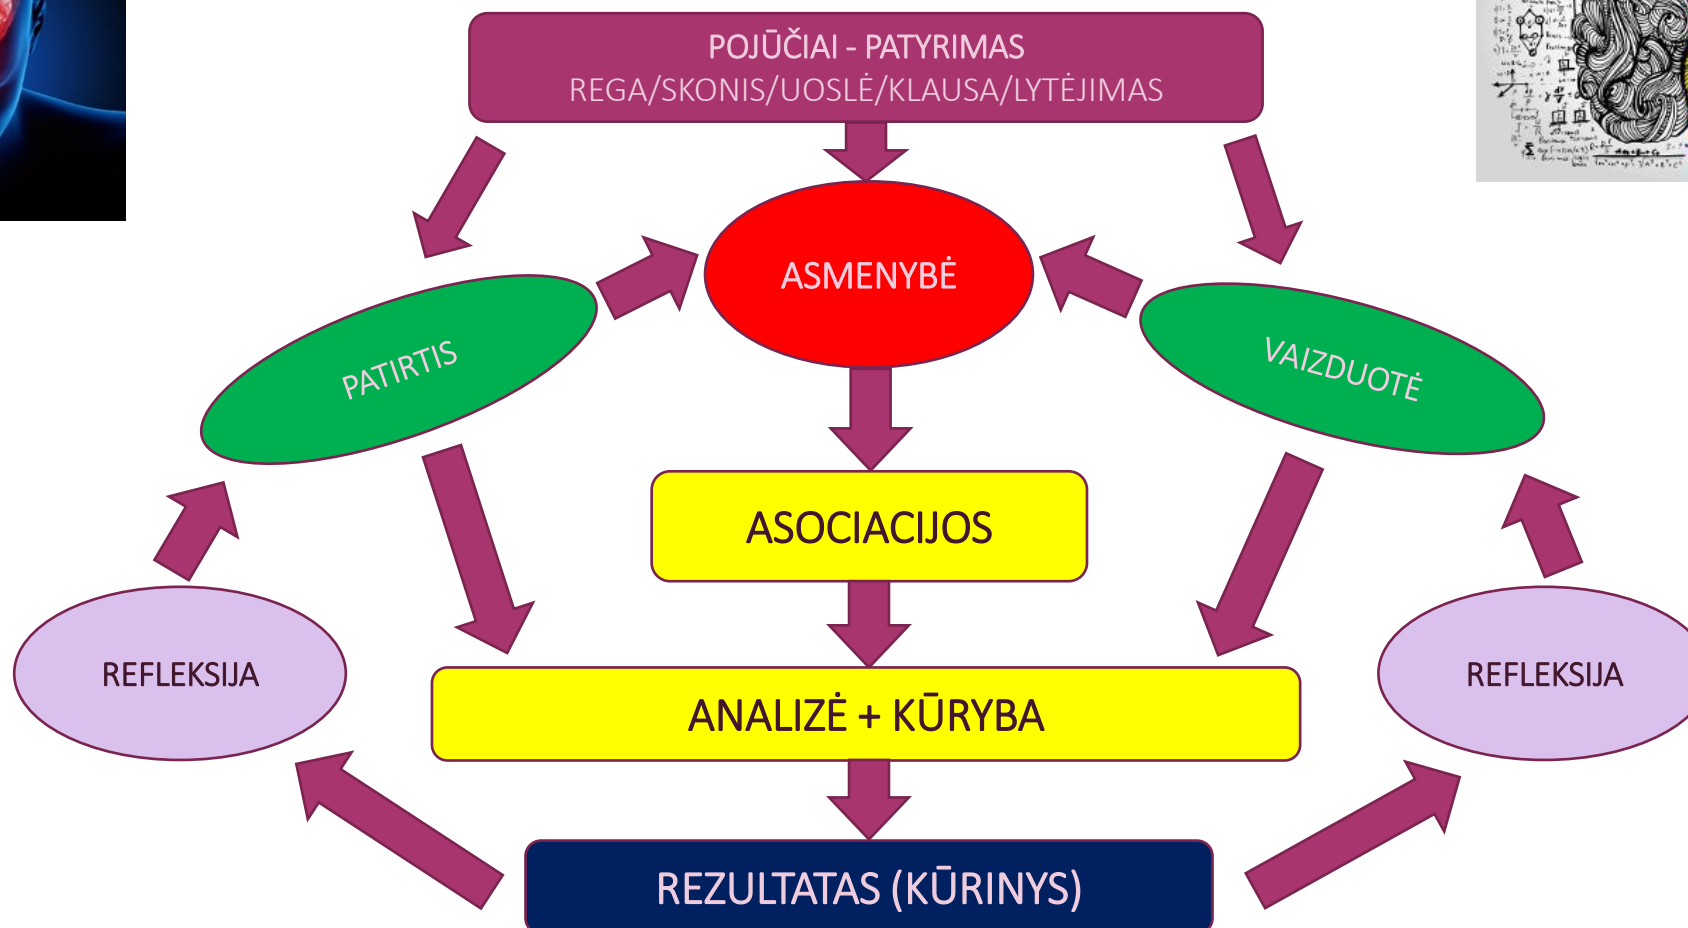 POJŪČIAI - PATYRIMAS
REGA/SKONIS/UOSLĖ/KLAUSA/LYTĖJIMAS
ASMENYBĖ
PATIRTIS
VAIZDUOTĖ
ASOCIACIJOS
REFLEKSIJA
REFLEKSIJA
ANALIZĖ + KŪRYBA
REZULTATAS (KŪRINYS)